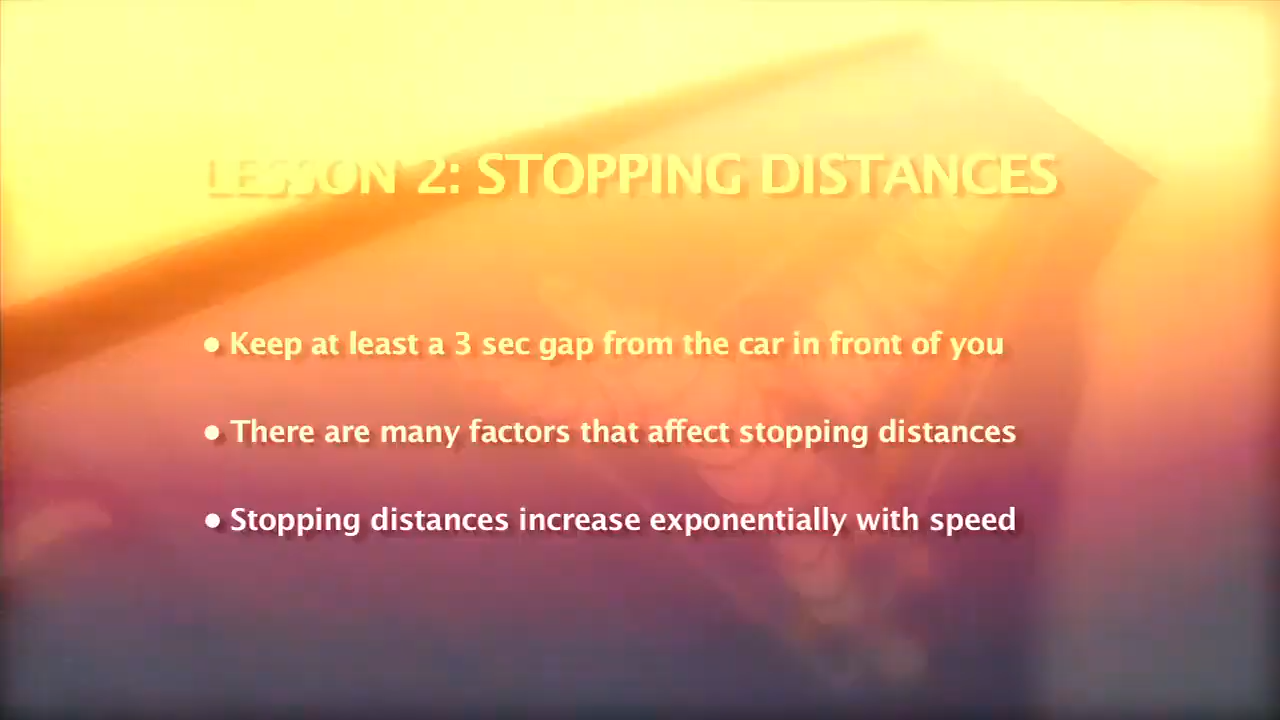 LESSON 2: STOPPING DISTANCES
● Keep at least a 3 sec gap from the car in front of you
● There are many factors that affect stopping distances
● Stopping distances increase exponentially with speed